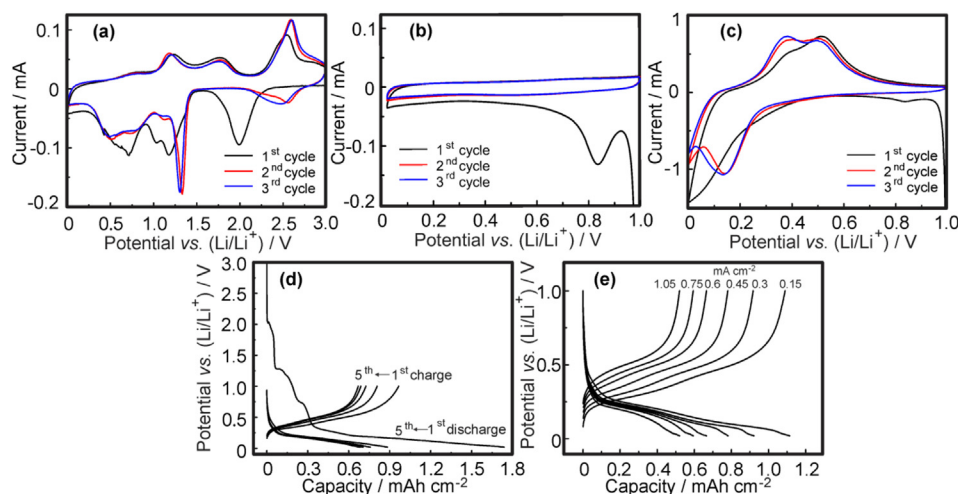 (a)
0.1
0
-0.1
-0.2
Current / mA
1st cycle
2nd cycle
3rd cycle
0 0.5 1.0 1.5 2.0 2.5 3.0
Potential vs. (Li/Li+) / V
(b)
0.1
0
-0.1
-0.2
Current / mA
1st cycle
2nd cycle
3rd cycle
0 0.2 0.4 0.6 0.8 1.0
Potential vs. (Li/Li+) / V
(c)
1
0
-1
Current / mA
1st cycle
2nd cycle
3rd cycle
0 0.2 0.4 0.6 0.8 1.0
Potential vs. (Li/Li+) / V
(d)
3.0
2.5
2.0
1.5
1.0
0.5
0
Potential vs. (Li/Li+) / V
5th←1st charge
5th←1st discharge
0 0.3 0.6 0.9 1.2 1.5 1.8
Capacity / mAh cm-2
(e)
mA cm-2
1.05 0.75 0.6 0.45 0.3 0.15
1.0
0.5
0
Potential vs. (Li/Li+) / V
0 0.2 0.4 0.6 0.8 1.0 1.2
Capacity / mAh cm-2